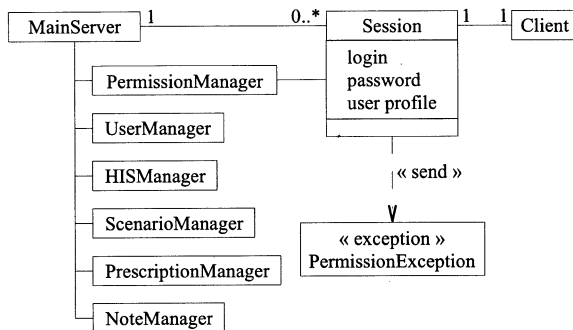 MainServer
1
0..*
Session
1
1
Client
login
password
user profile
PermissionManager
UserManager
« send »
HISManager
ScenarioManager
« exception »
PermissionException
PrescriptionManager
NoteManager